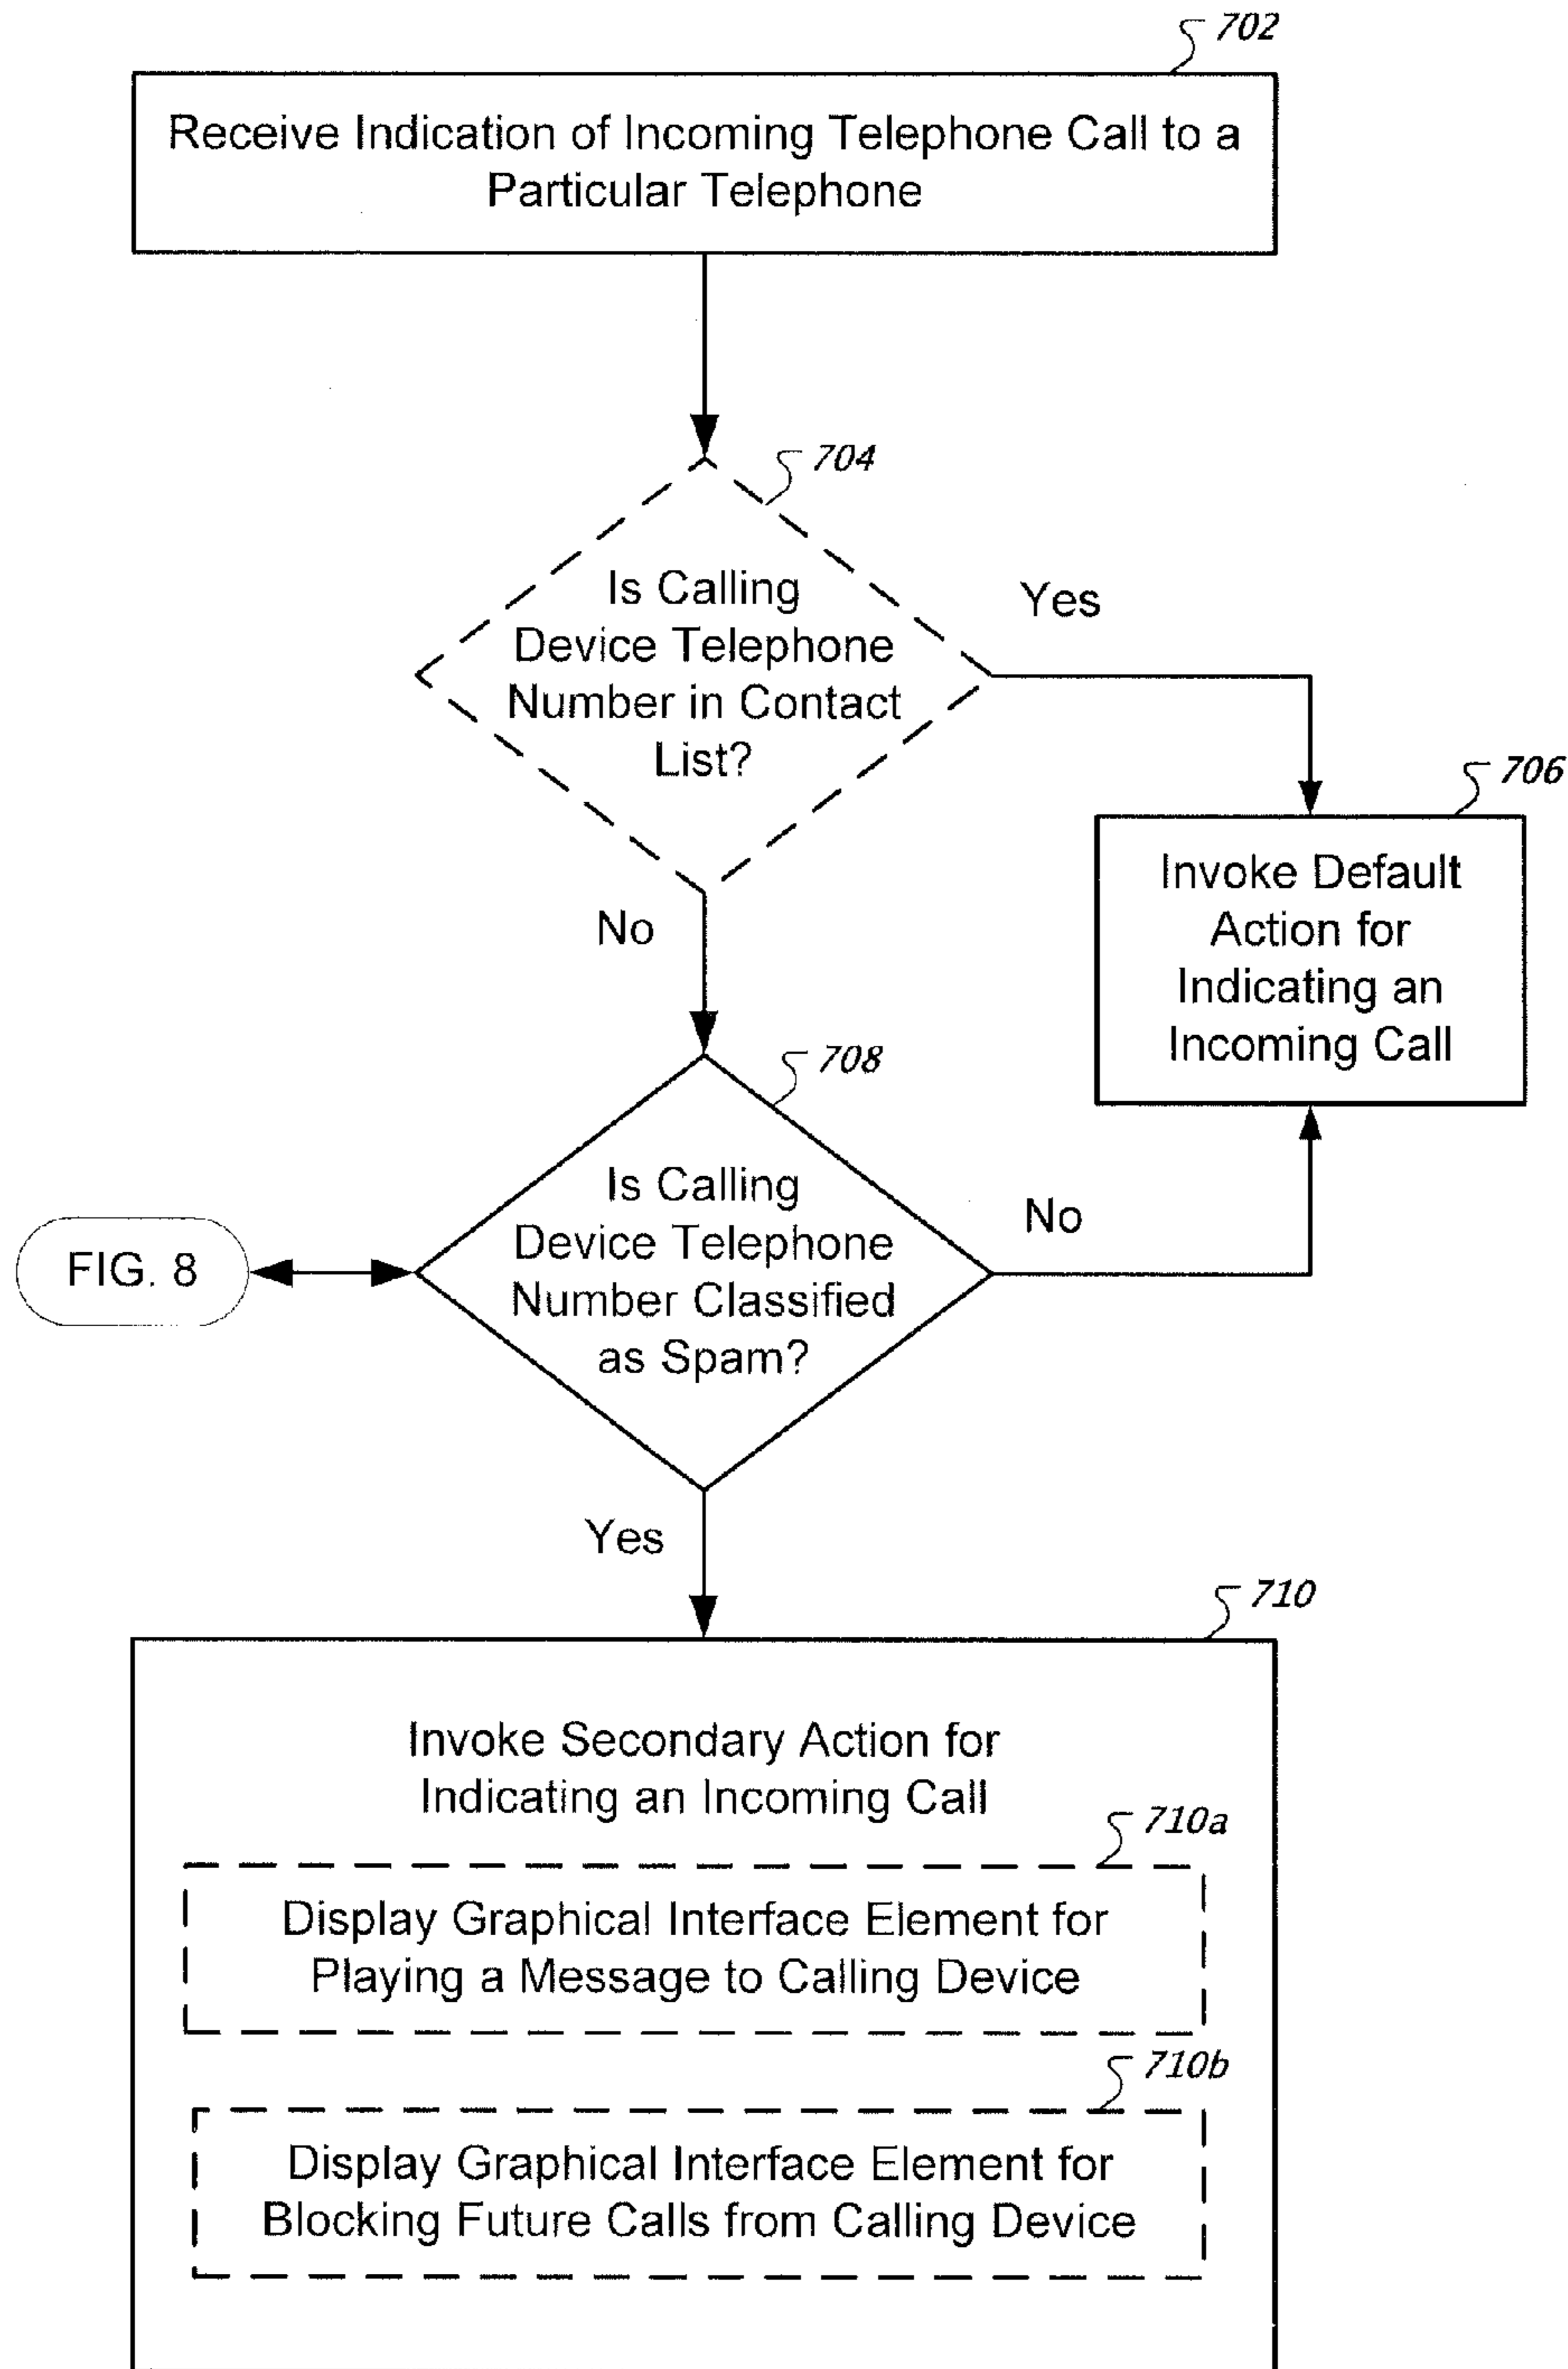 702
Receive Indication of Incoming Telephone Call to a
Particular Telephone
704
Is Calling
Device Telephone
Number in Contact
List?
Yes
706
Invoke Default
Action for
Indicating an
Incoming Call
No
708
Is Calling
Device Telephone
Number Classified
as Spam?
No
FIG. 8
Yes
710
Invoke Secondary Action for
Indicating an Incoming Call
710a
Display Graphical Interface Element for
Playing a Message to Calling Device
710b
Display Graphical Interface Element for
Blocking Future Calls from Calling Device